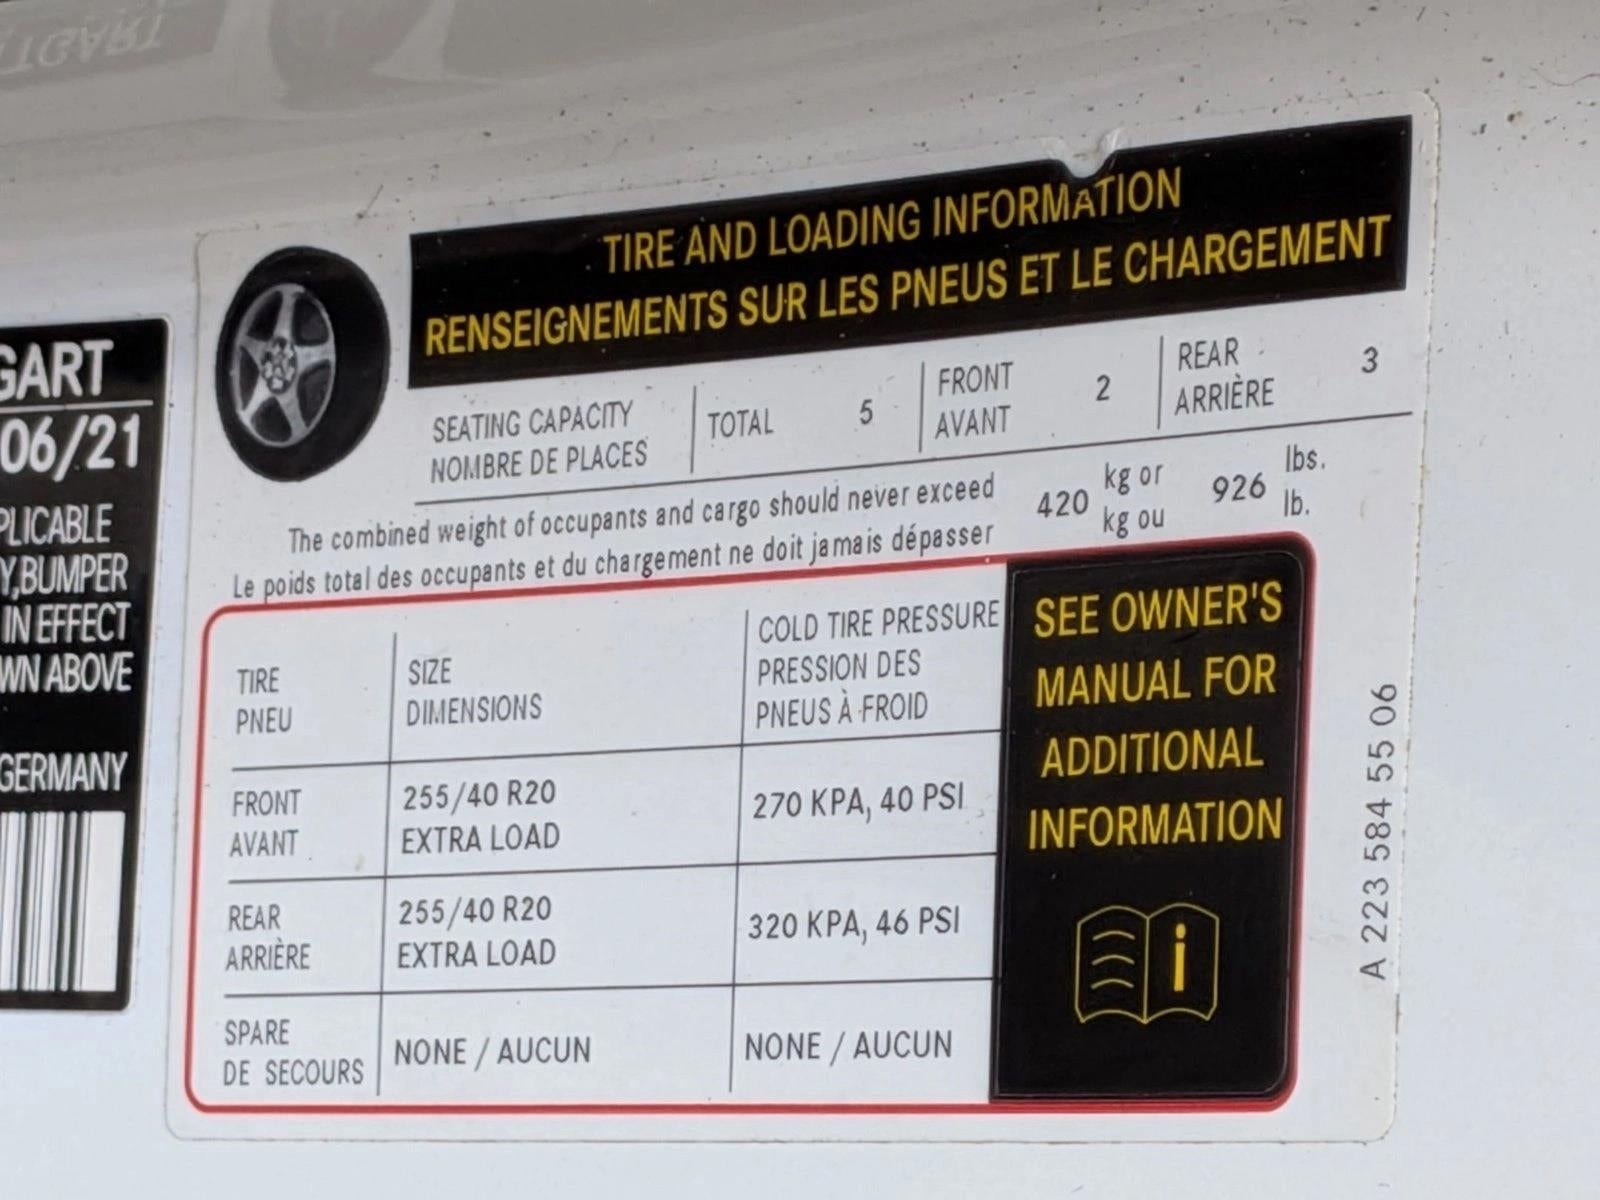 GART
06/21
PLICABLE
Y,BUMPER
IN EFFECT
WN ABOVE
GERMANY
TIRE AND LOADING INFORMATION
RENSEIGNEMENTS SUR LES PNEUS ET LE CHARGEMENT
SEATING CAPACITY
NOMBRE DE PLACES
TOTAL 5
FRONT
AVANT
2
REAR
ARRIÈRE
3
The combined weight of occupants and cargo should never exceed 420 kg or 926 lbs.
Le poids total des occupants et du chargement ne doit jamais dépasser kg ou lb.
TIRE
PNEU
SIZE
DIMENSIONS
COLD TIRE PRESSURE
PRESSION DES
PNEUS À FROID
FRONT
AVANT
255/40 R20
EXTRA LOAD
270 KPA, 40 PSI
REAR
ARRIÈRE
255/40 R20
EXTRA LOAD
320 KPA, 46 PSI
SPARE
DE SECOURS
NONE / AUCUN
NONE / AUCUN
SEE OWNER'S
MANUAL FOR
ADDITIONAL
INFORMATION
i
A 223 584 55 06